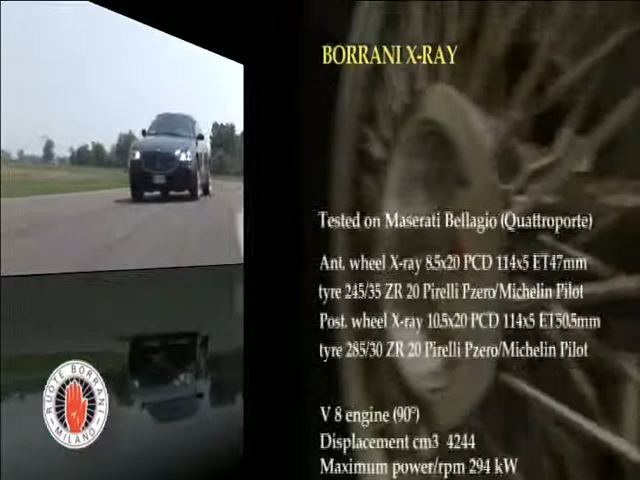 BORRANI X-RAY
Tested on Maserati Bellagio (Quattroporte)
Ant. wheel X-ray 8.5x20 PCD 114x5 ET47mm
tyre 245/35 ZR 20 Pirelli Pzero/Michelin Pilot
Post. wheel X-ray 10.5x20 PCD 114x5 ET50.5mm
tyre 285/30 ZR 20 Pirelli Pzero/Michelin Pilot
V 8 engine (90°)
Displacement cm3 4244
Maximum power/rpm 294 kW
RUOTE BORRANI
MILANO